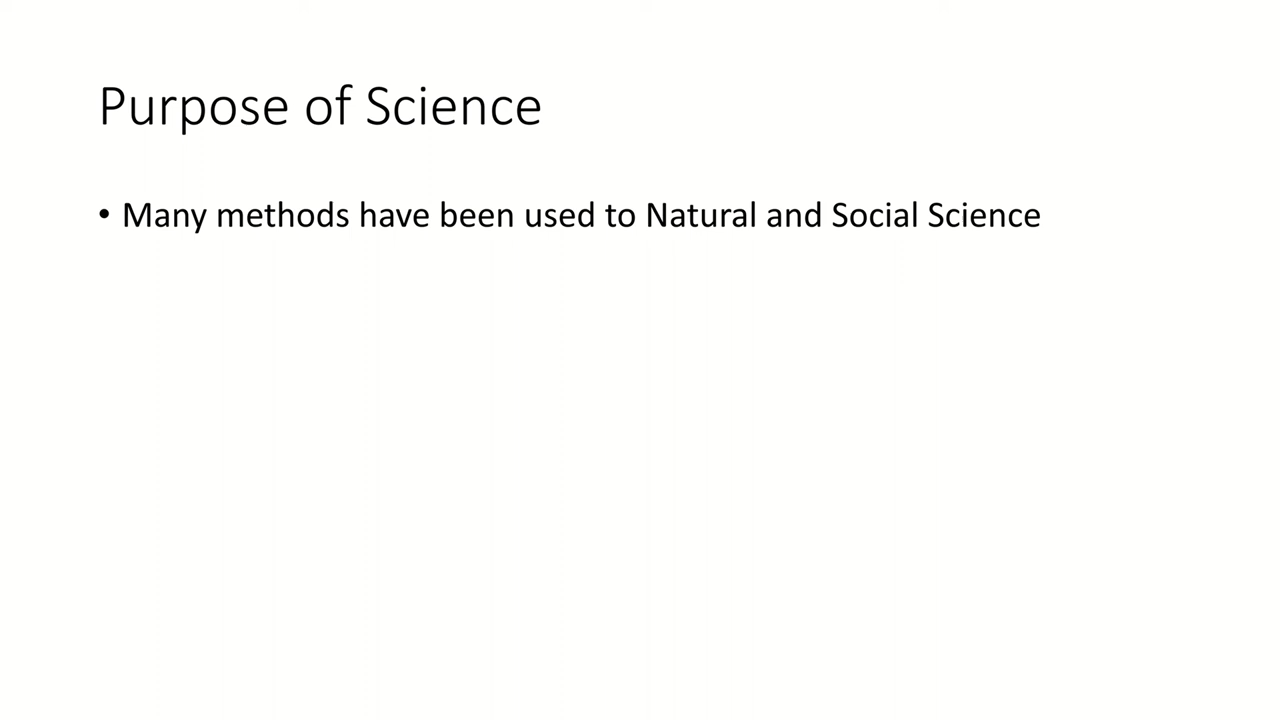 Purpose of Science
• Many methods have been used to Natural and Social Science